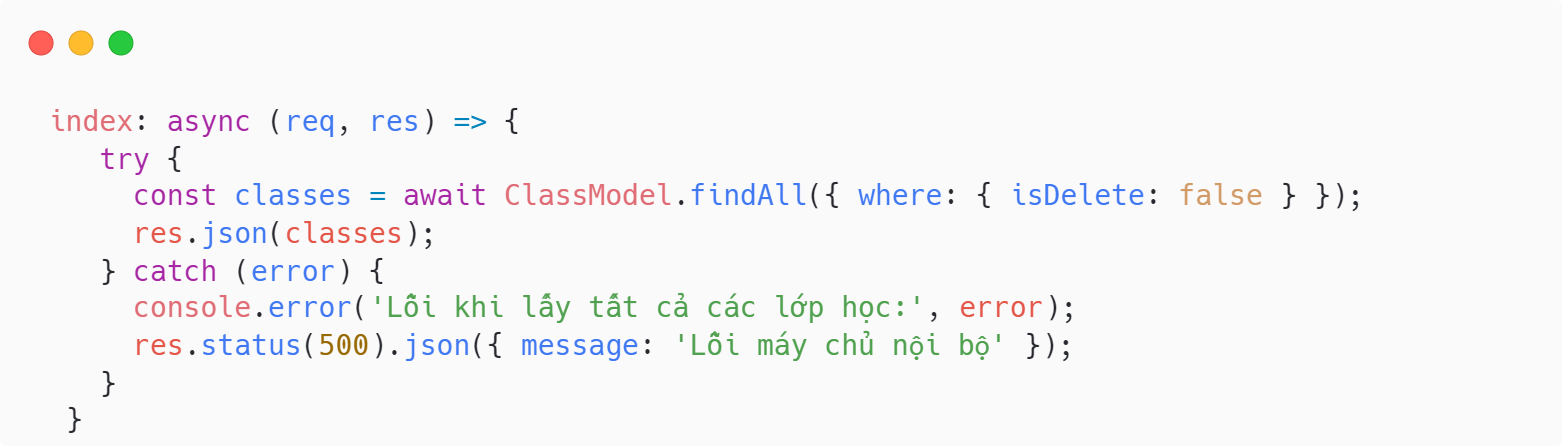 index: async (req, res) => {
   try {
     const classes = await ClassModel.findAll({ where: { isDelete: false } });
     res.json(classes);
   } catch (error) {
     console.error('Lỗi khi lấy tất cả các lớp học:', error);
     res.status(500).json({ message: 'Lỗi máy chủ nội bộ' });
   }
 }